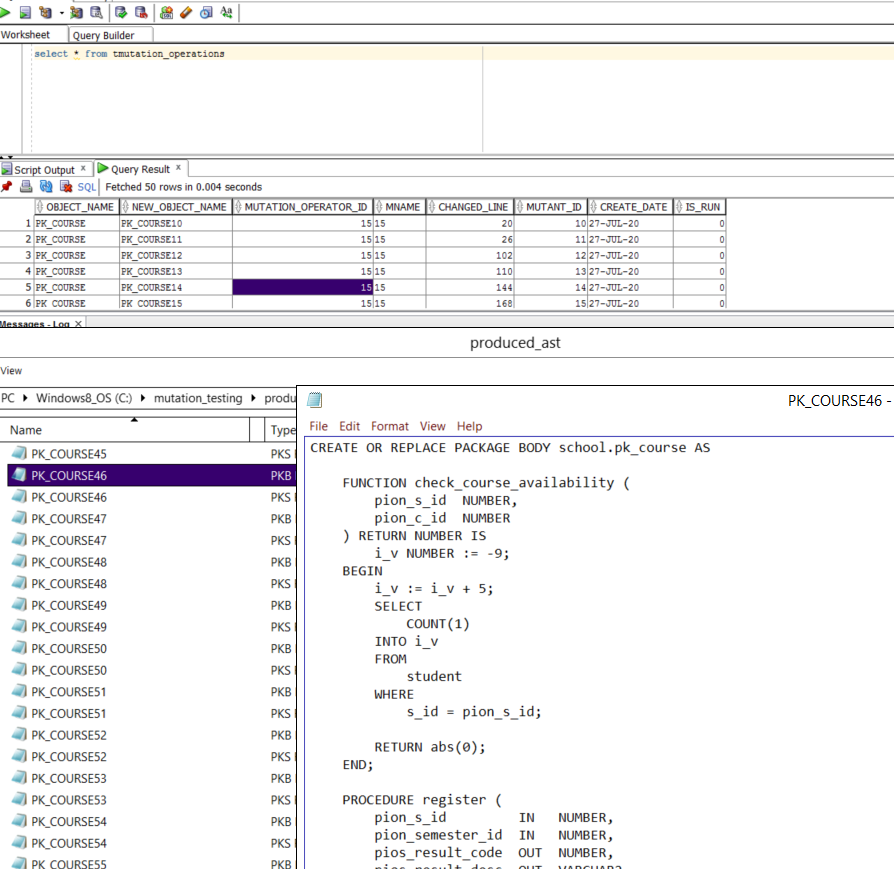 Worksheet Query Builder
select * from tmutation_operations
Script Output x Query Result x
SQL Fetched 50 rows in 0.004 seconds
OBJECT_NAME NEW_OBJECT_NAME MUTATION_OPERATOR_ID MNAME CHANGED_LINE MUTANT_ID CREATE_DATE IS_RUN
1 PK_COURSE PK_COURSE10 15 15 20 10 27-JUL-20 0
2 PK_COURSE PK_COURSE11 15 15 26 11 27-JUL-20 0
3 PK_COURSE PK_COURSE12 15 15 102 12 27-JUL-20 0
4 PK_COURSE PK_COURSE13 15 15 110 13 27-JUL-20 0
5 PK_COURSE PK_COURSE14 15 15 144 14 27-JUL-20 0
6 PK_COURSE PK_COURSE15 15 15 168 15 27-JUL-20 0
Messages - Log
produced_ast
View
PC Windows8_OS (C:) mutation_testing produ
Name Type
PK_COURSE45 PKS
PK_COURSE46 PKB
PK_COURSE46 PKS
PK_COURSE47 PKB
PK_COURSE47 PKS
PK_COURSE48 PKB
PK_COURSE48 PKS
PK_COURSE49 PKB
PK_COURSE49 PKS
PK_COURSE50 PKB
PK_COURSE50 PKS
PK_COURSE51 PKB
PK_COURSE51 PKS
PK_COURSE52 PKB
PK_COURSE52 PKS
PK_COURSE53 PKB
PK_COURSE53 PKS
PK_COURSE54 PKB
PK_COURSE54 PKS
PK_COURSE55 PKB
PK_COURSE46 -
File Edit Format View Help
CREATE OR REPLACE PACKAGE BODY school.pk_course AS
FUNCTION check_course_availability (
pion_s_id NUMBER,
pion_c_id NUMBER
) RETURN NUMBER IS
i_v NUMBER := -9;
BEGIN
i_v := i_v + 5;
SELECT
COUNT(1)
INTO i_v
FROM
student
WHERE
s_id = pion_s_id;
RETURN abs(0);
END;
PROCEDURE register (
pion_s_id IN NUMBER,
pion_semester_id IN NUMBER,
pios_result_code OUT NUMBER,
pios_result_desc OUT VARCHAR2